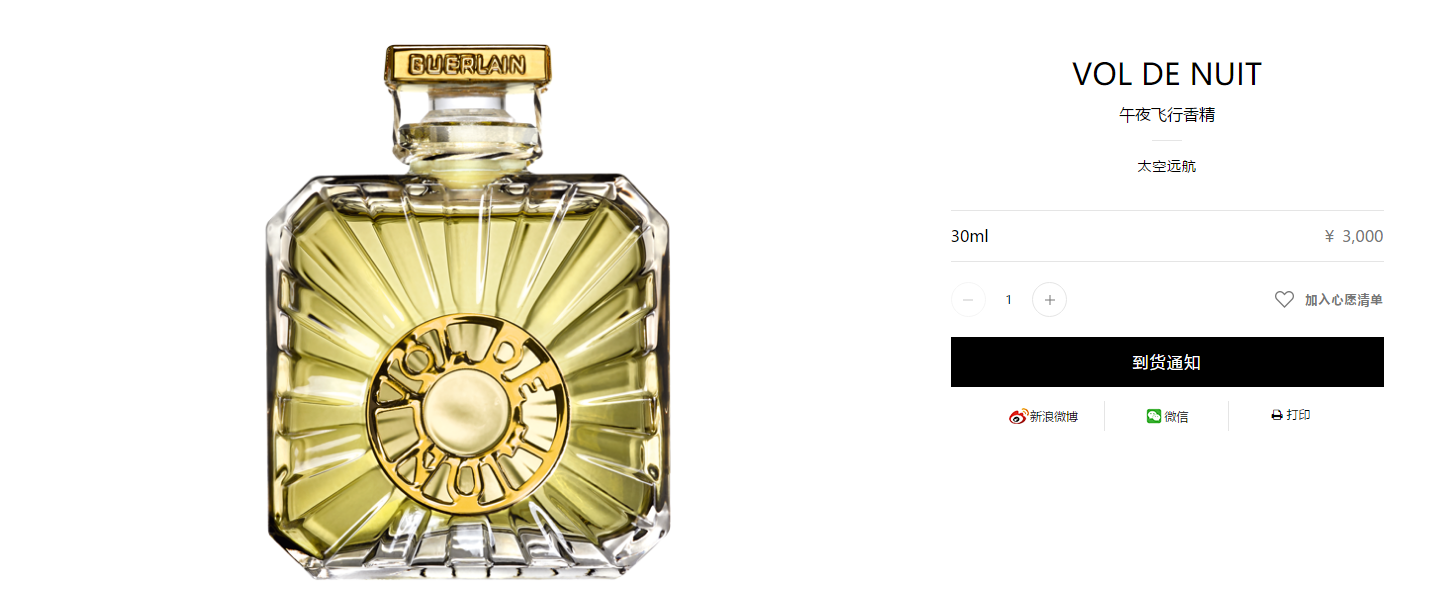 GUERLAIN
VOL DE NUIT
VOL DE NUIT
午夜飞行香精
太空远航
30ml
¥ 3,000
1
加入心愿清单
到货通知
新浪微博
微信
打印